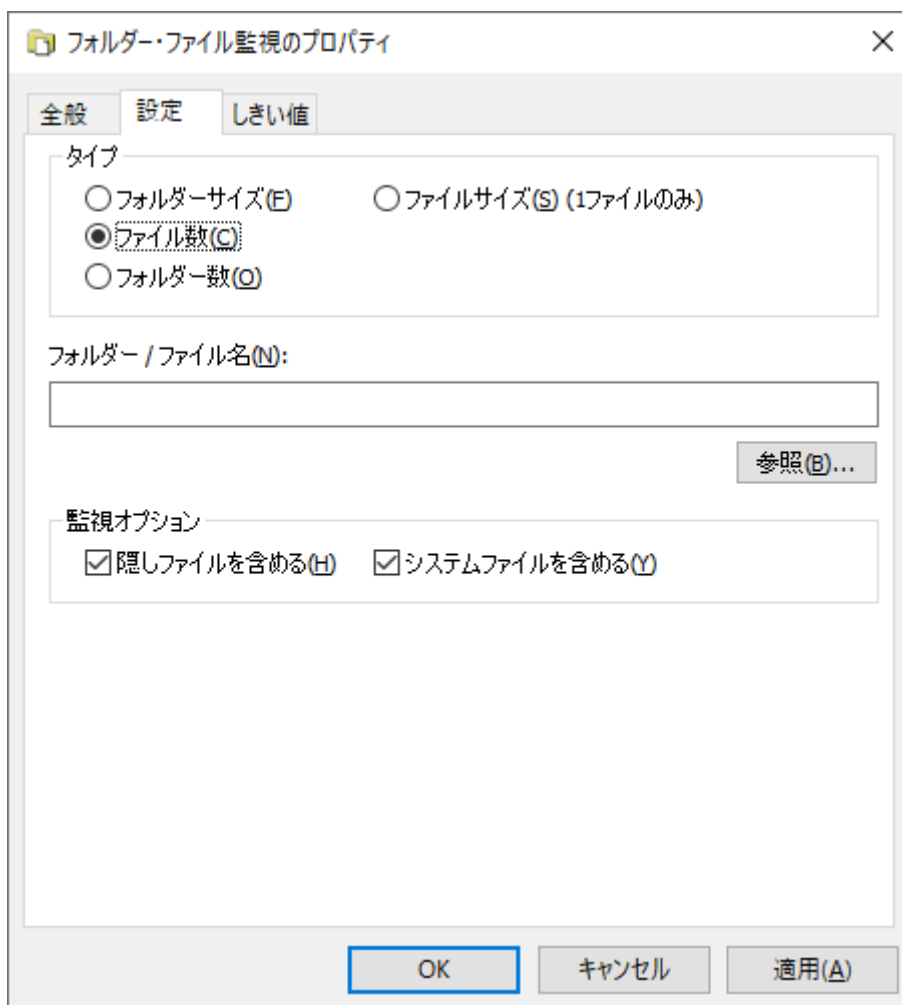 フォルダー・ファイル監視のプロパティ
全般 設定 しきい値
タイプ
フォルダーサイズ(F) ファイルサイズ(S) (1ファイルのみ)
ファイル数(C)
フォルダー数(O)
フォルダー / ファイル名(N):
参照(B)...
監視オプション
隠しファイルを含める(H) システムファイルを含める(Y)
OK キャンセル 適用(A)